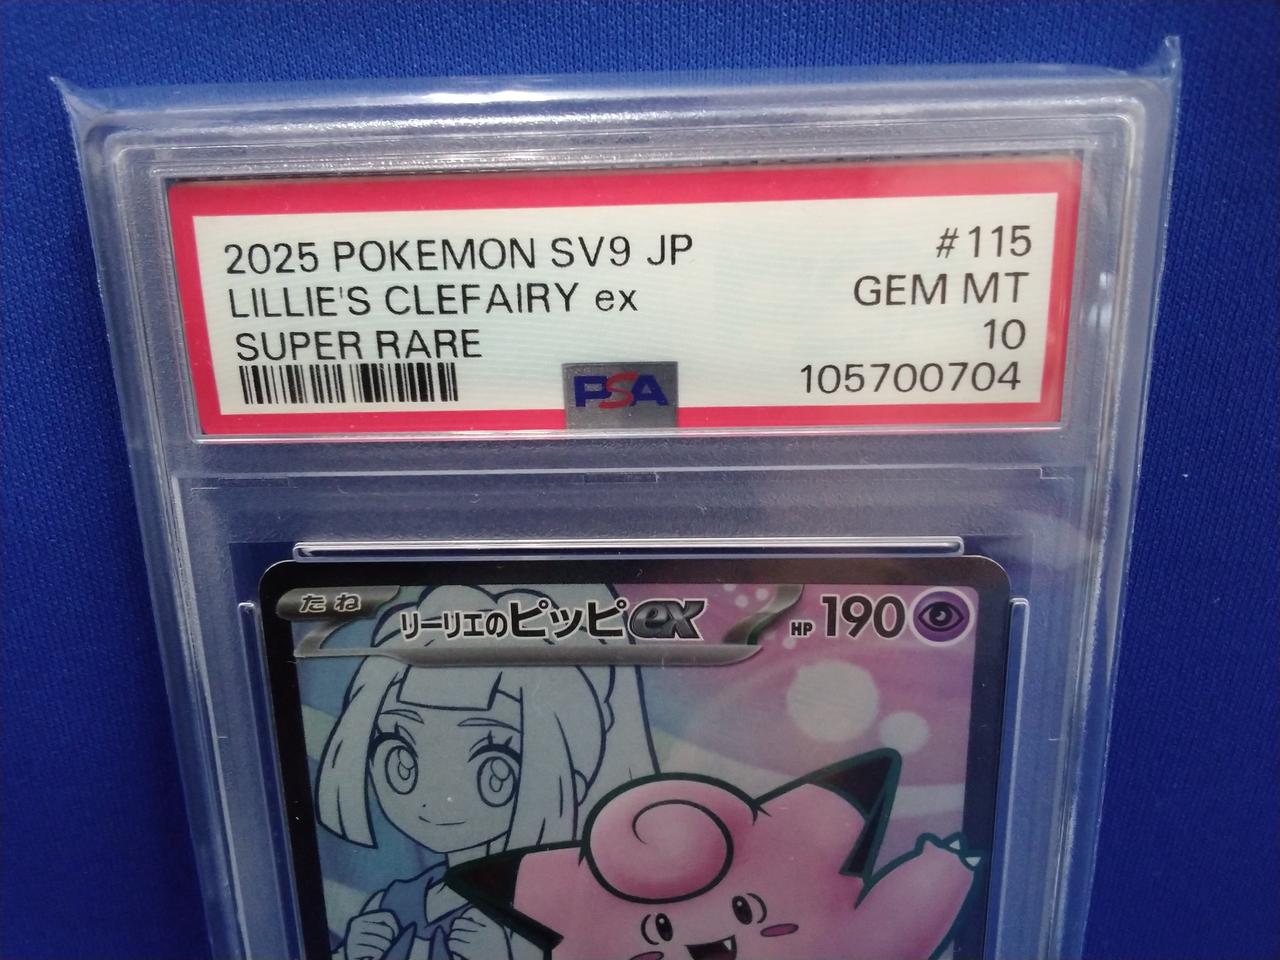 2025 POKEMON SV9 JP
LILLIE'S CLEFAIRY ex
SUPER RARE
#115
GEM MT
10
105700704
PSA
たね
リーリエのピッピex
HP 190